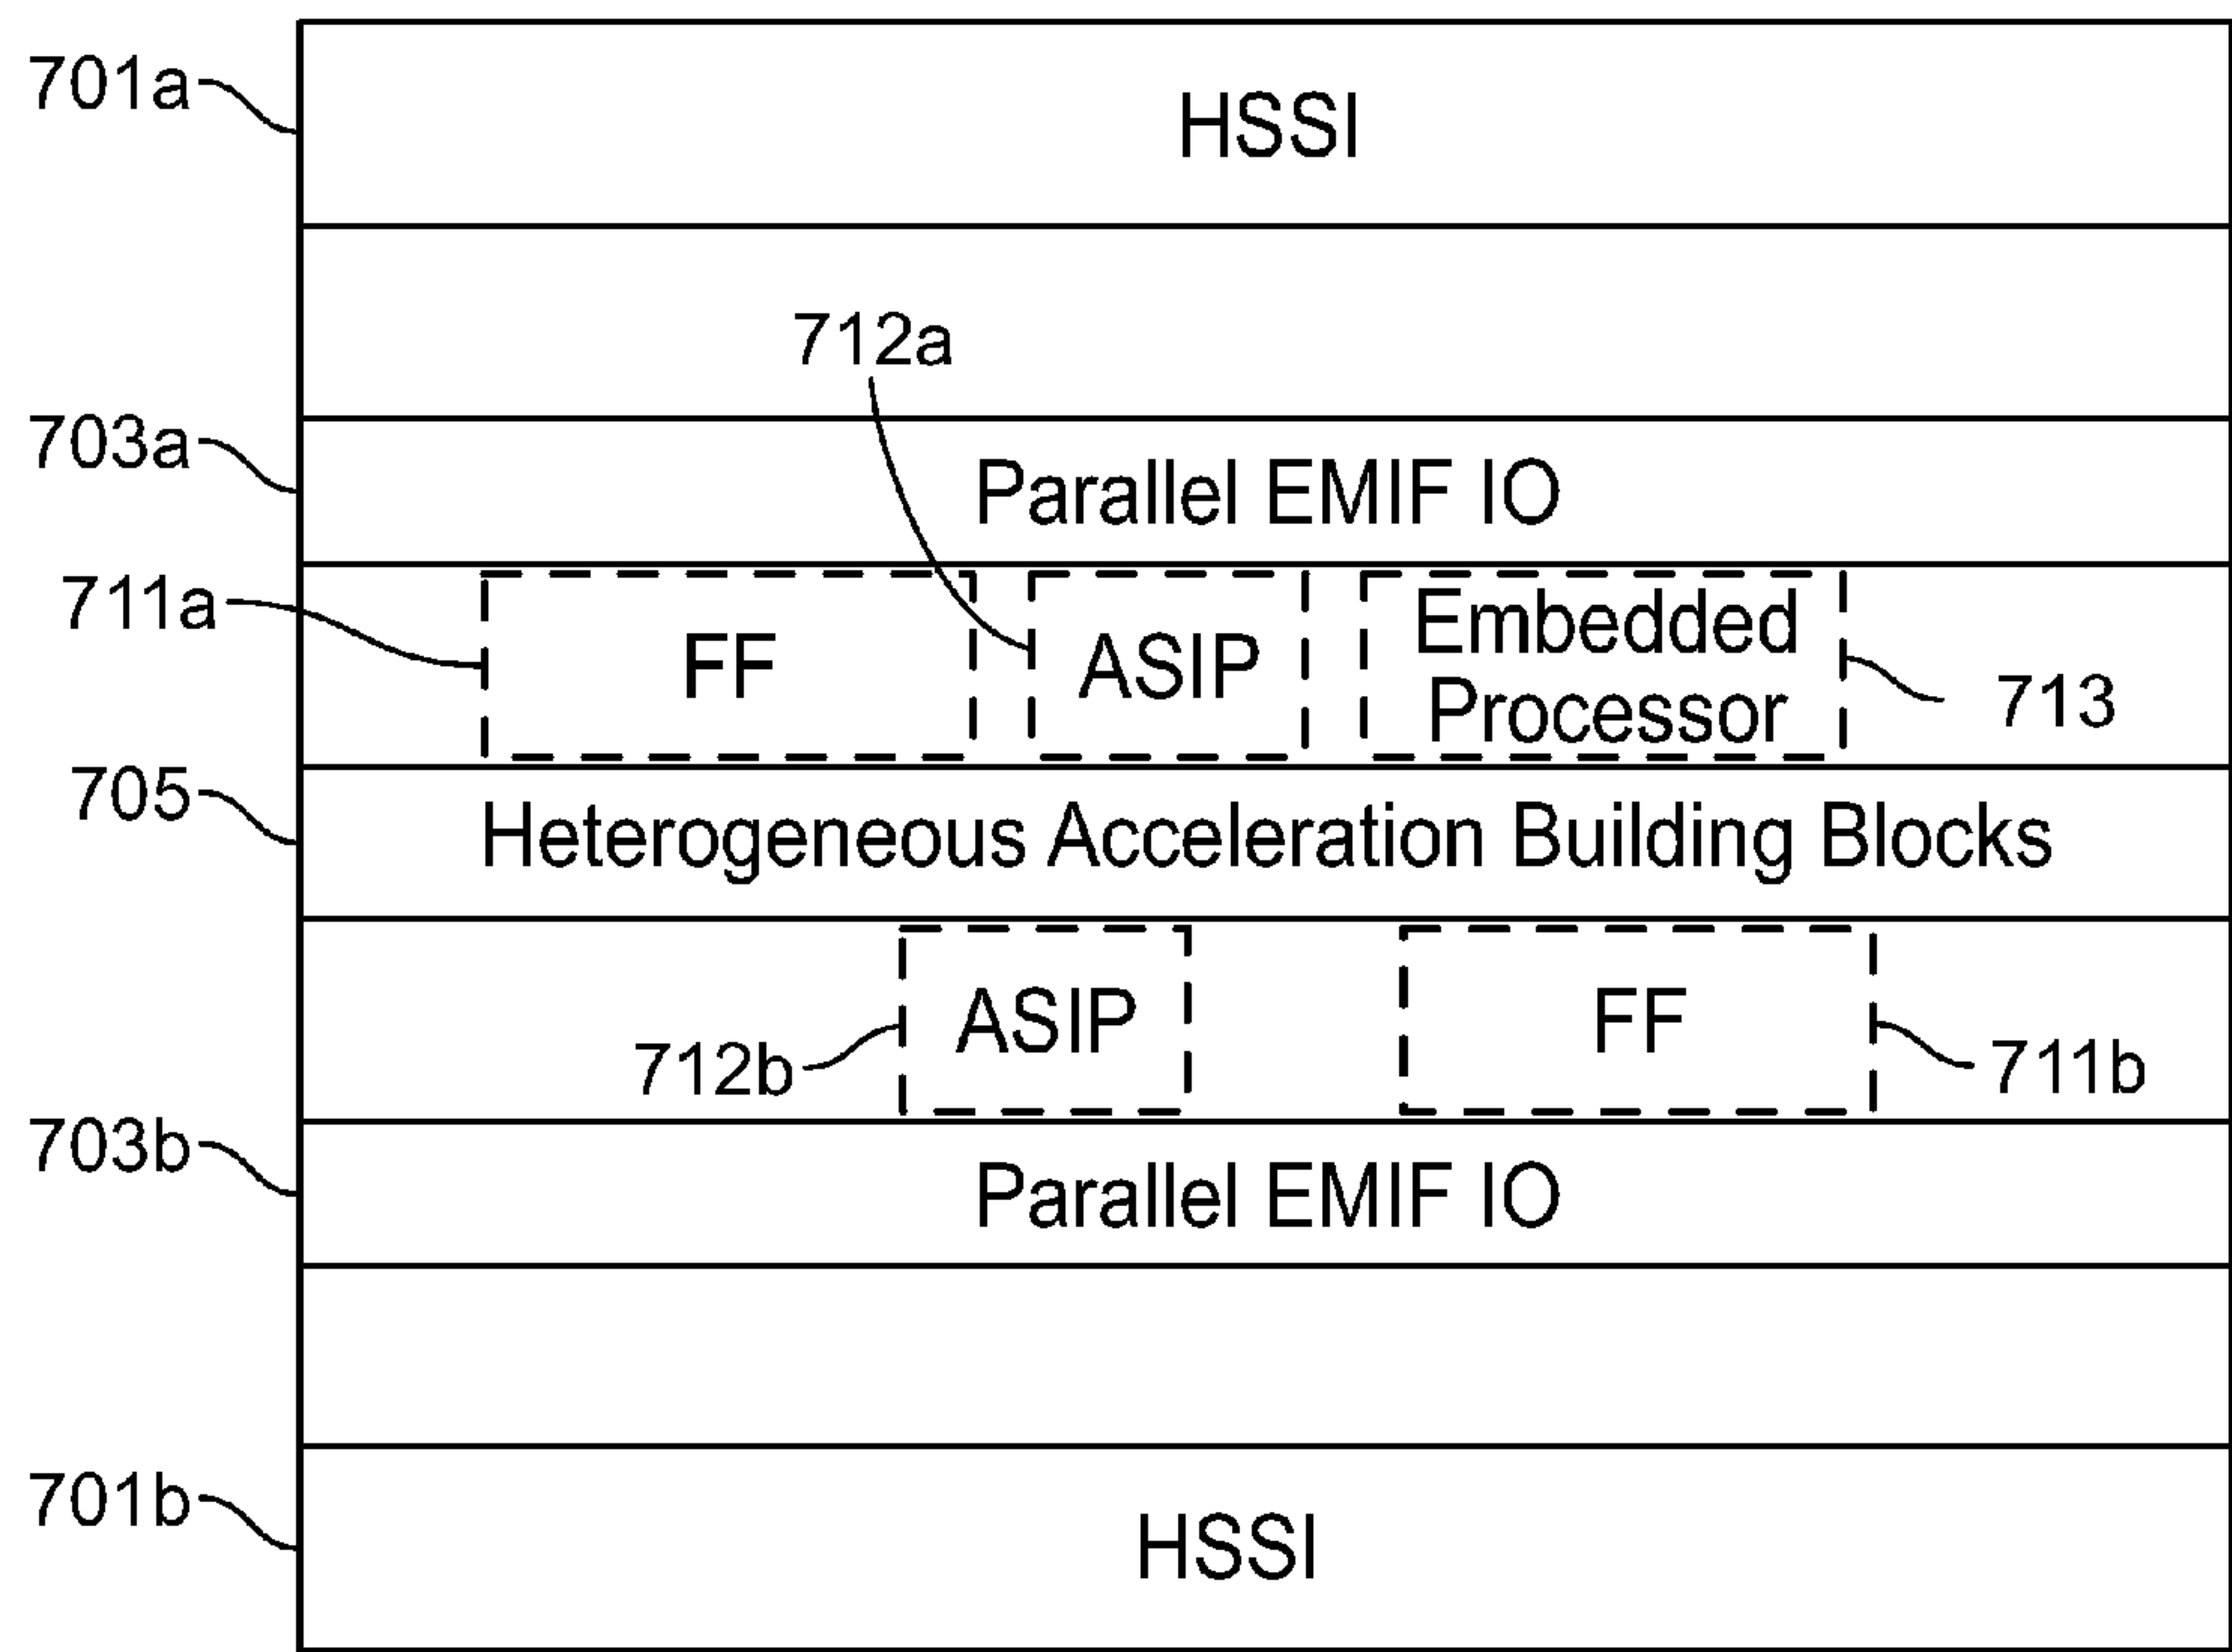 701a
HSSI
712a
703a
Parallel EMIF IO
711a
FF
ASIP
Embedded
Processor
713
705
Heterogeneous Acceleration Building Blocks
ASIP
FF
712b
711b
703b
Parallel EMIF IO
701b
HSSI